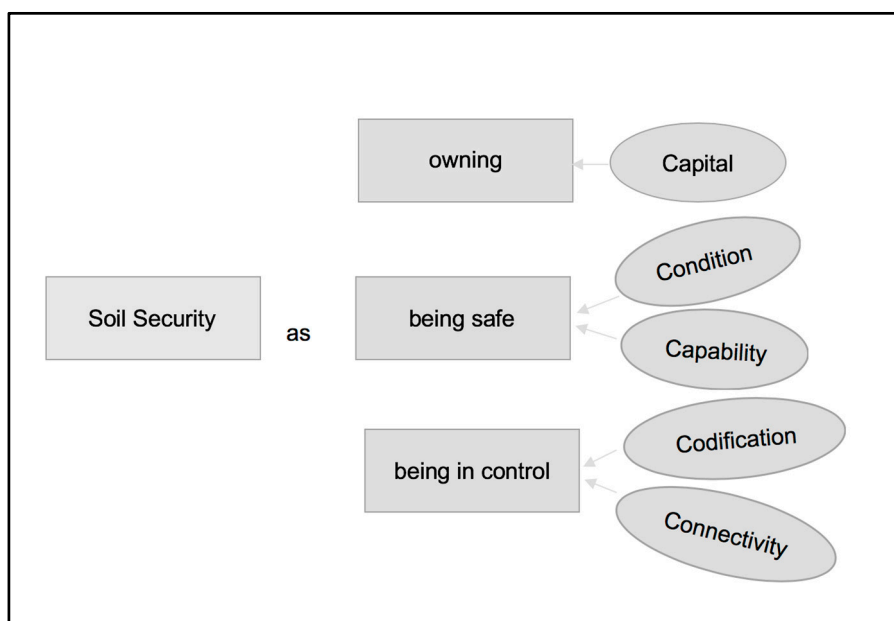 owning
Capital
Condition
Soil Security
as
being safe
Capability
Codification
being in control
Connectivity